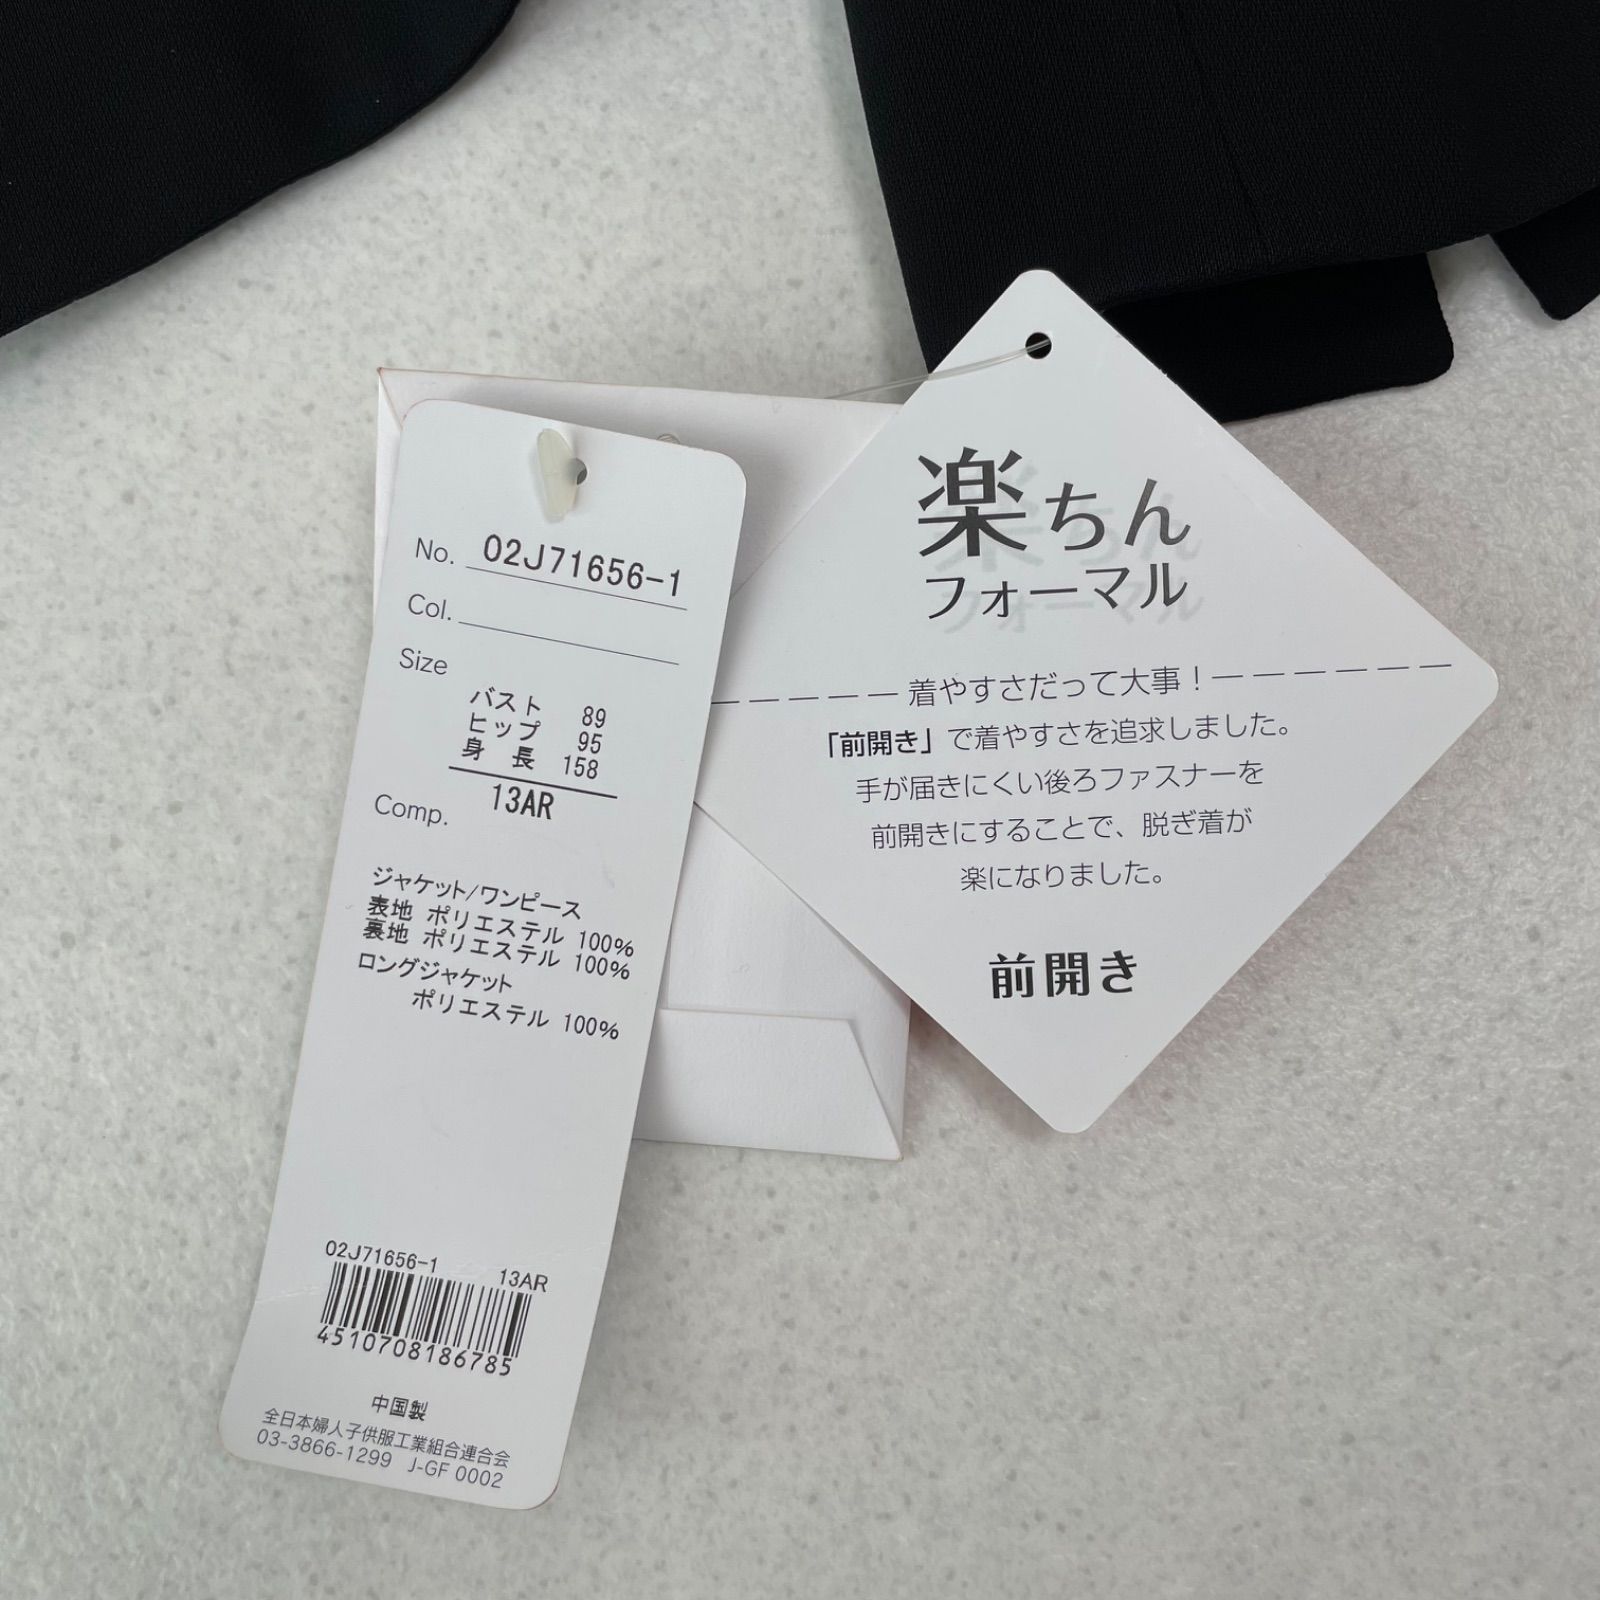 No. 02J71656-1
Col.
Size
バスト 89
ヒップ 95
身 長 158
13AR
Comp.
ジャケット/ワンピース
表地 ポリエステル 100%
裏地 ポリエステル 100%
ロングジャケット
ポリエステル 100%
02J71656-1 13AR
4510708186785
中国製
全日本婦人子供服工業組合連合会
03-3866-1299 J-GF 0002
楽ちん
フォーマル
着やすさだって大事！
「前開き」で着やすさを追求しました。
手が届きにくい後ろファスナーを
前開きにすることで、脱ぎ着が
楽になりました。
前開き